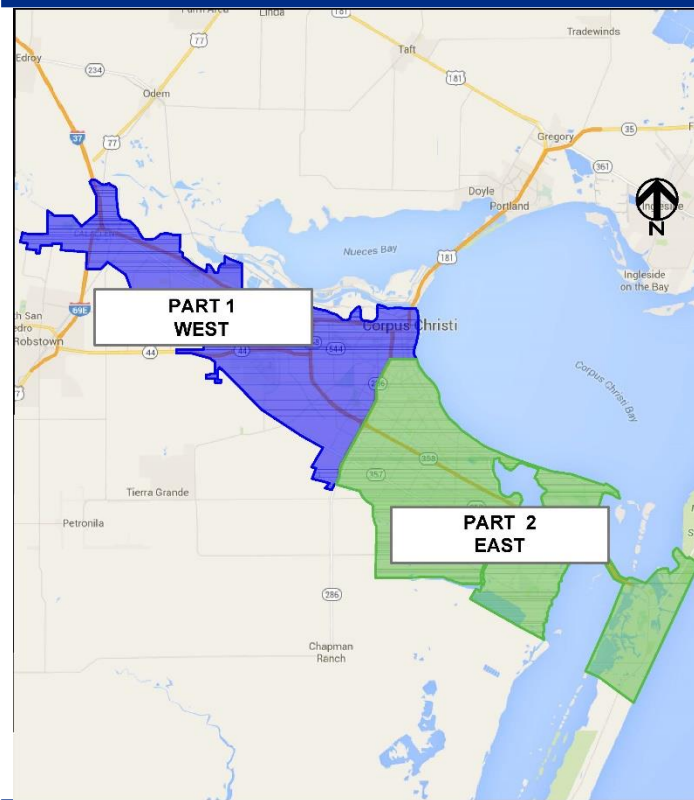 Linda
181
Tradewinds
77
Edroy
Taft
234
181
Odem
37
77
Gregory
35
361
Doyle
Portland
N
Nueces Bay
181
Ingleside
on the Bay
PART 1
WEST
69E
Corpus Christi
Robstown
44
44
544
286
Corpus Christi Bay
358
357
Tierra Grande
PART 2
EAST
Petronila
286
Chapman
Ranch